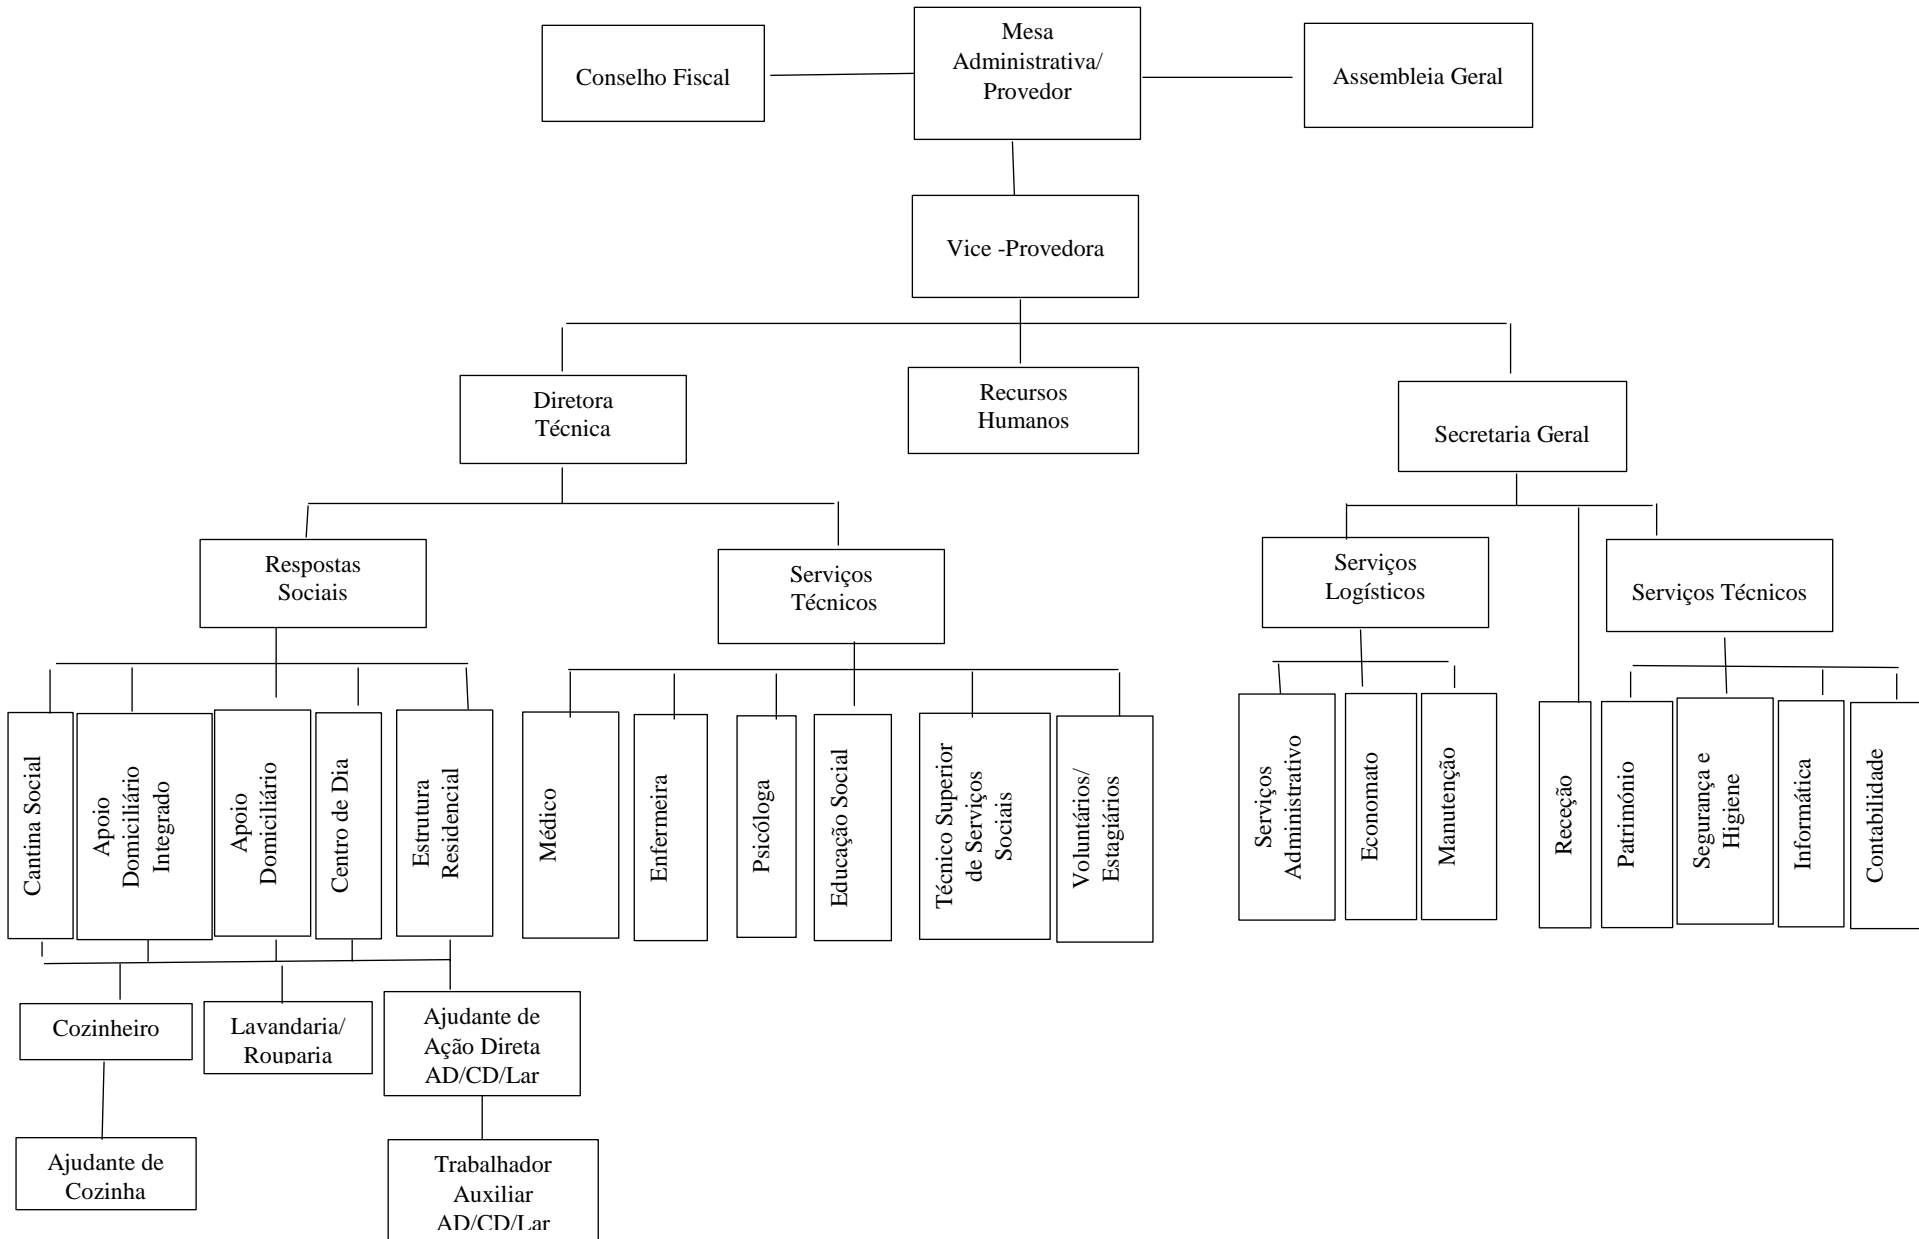 Conselho Fiscal
Mesa
Administrativa/
Provedor
Assembleia Geral
Vice -Provedora
Diretora
Técnica
Recursos
Humanos
Secretaria Geral
Respostas
Sociais
Serviços
Técnicos
Serviços
Logísticos
Serviços Técnicos
Cantina Social
Apoio
Domiciliário
Integrado
Apoio
Domiciliário
Centro de Dia
Estrutura
Residencial
Médico
Enfermeira
Psicóloga
Educação Social
Técnico Superior
de Serviços
Sociais
Voluntários/
Estagiários
Serviços
Administrativo
Economato
Manutenção
Receção
Património
Segurança e
Higiene
Informática
Contabilidade
Cozinheiro
Lavandaria/
Rouparia
Ajudante de
Ação Direta
AD/CD/Lar
Ajudante de
Cozinha
Trabalhador
Auxiliar
AD/CD/Lar